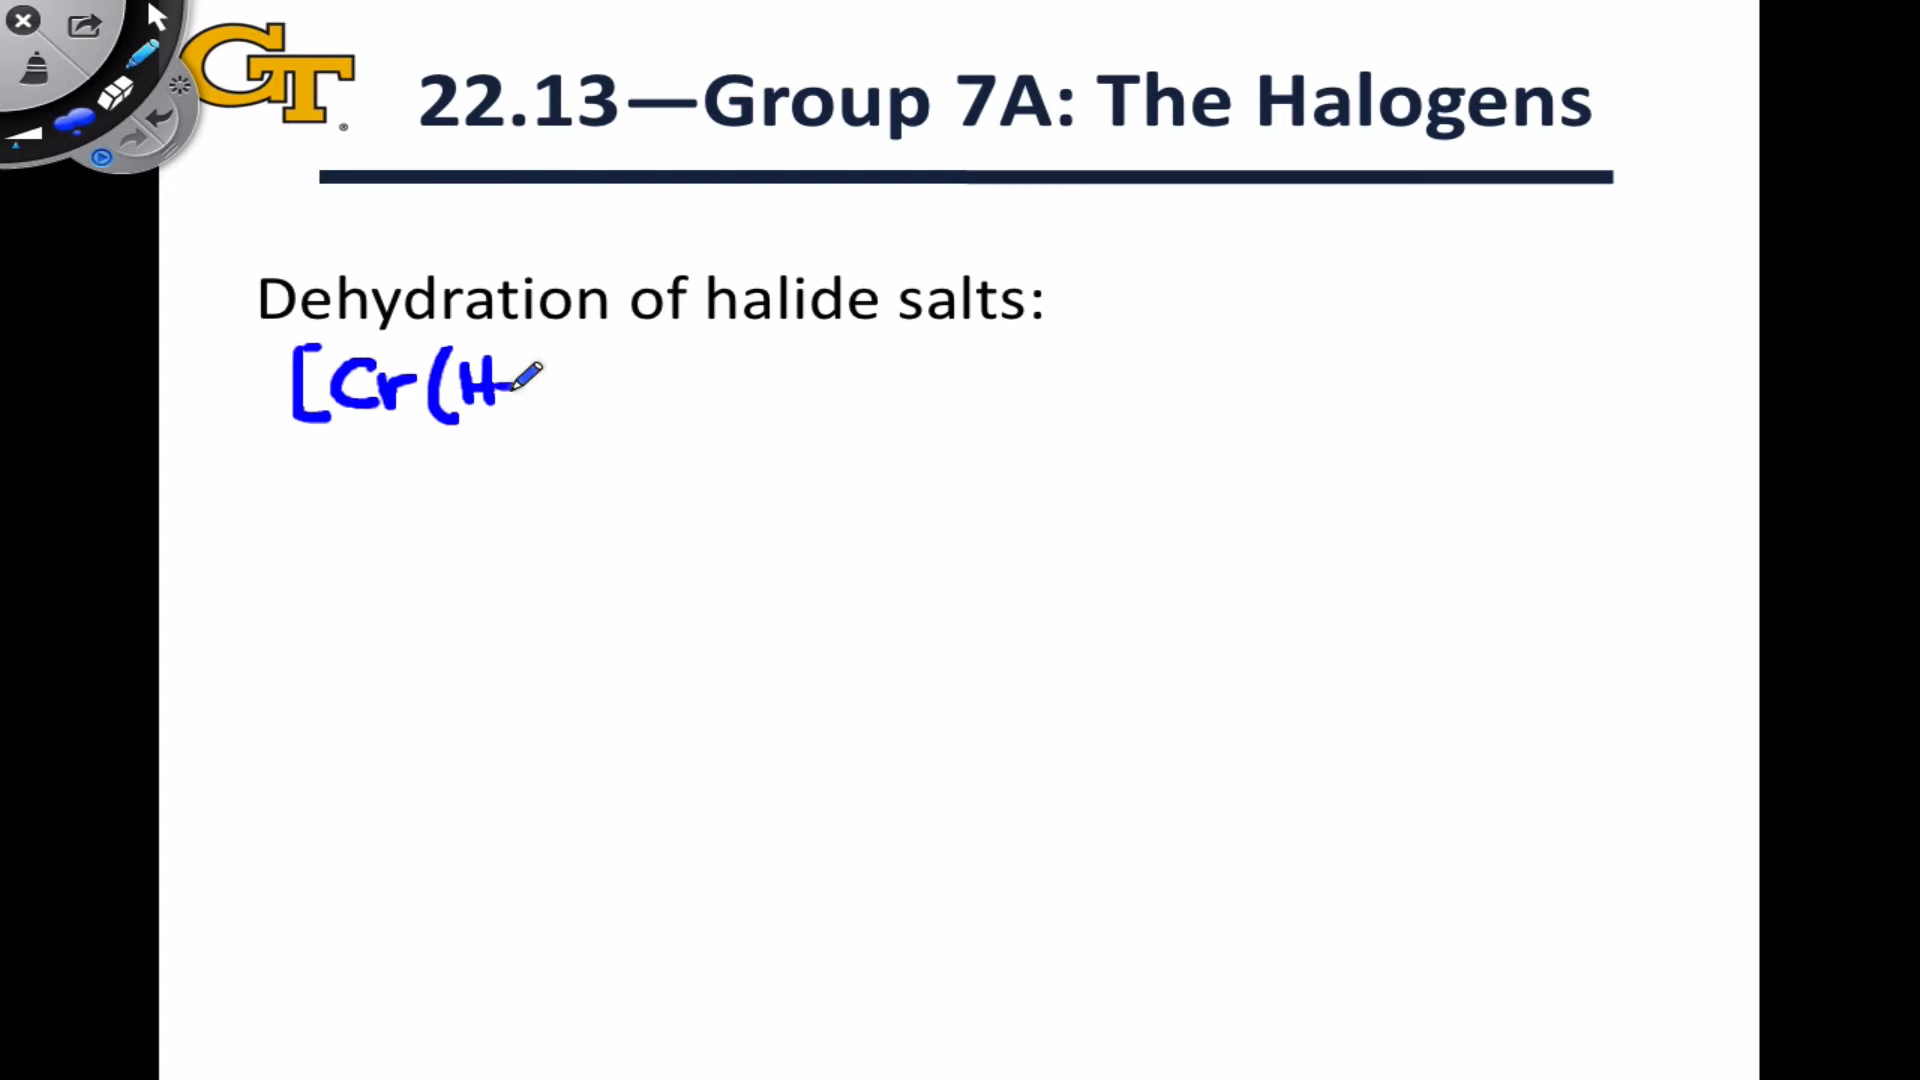 GT ®
22.13—Group 7A: The Halogens
Dehydration of halide salts:
[Cr(H